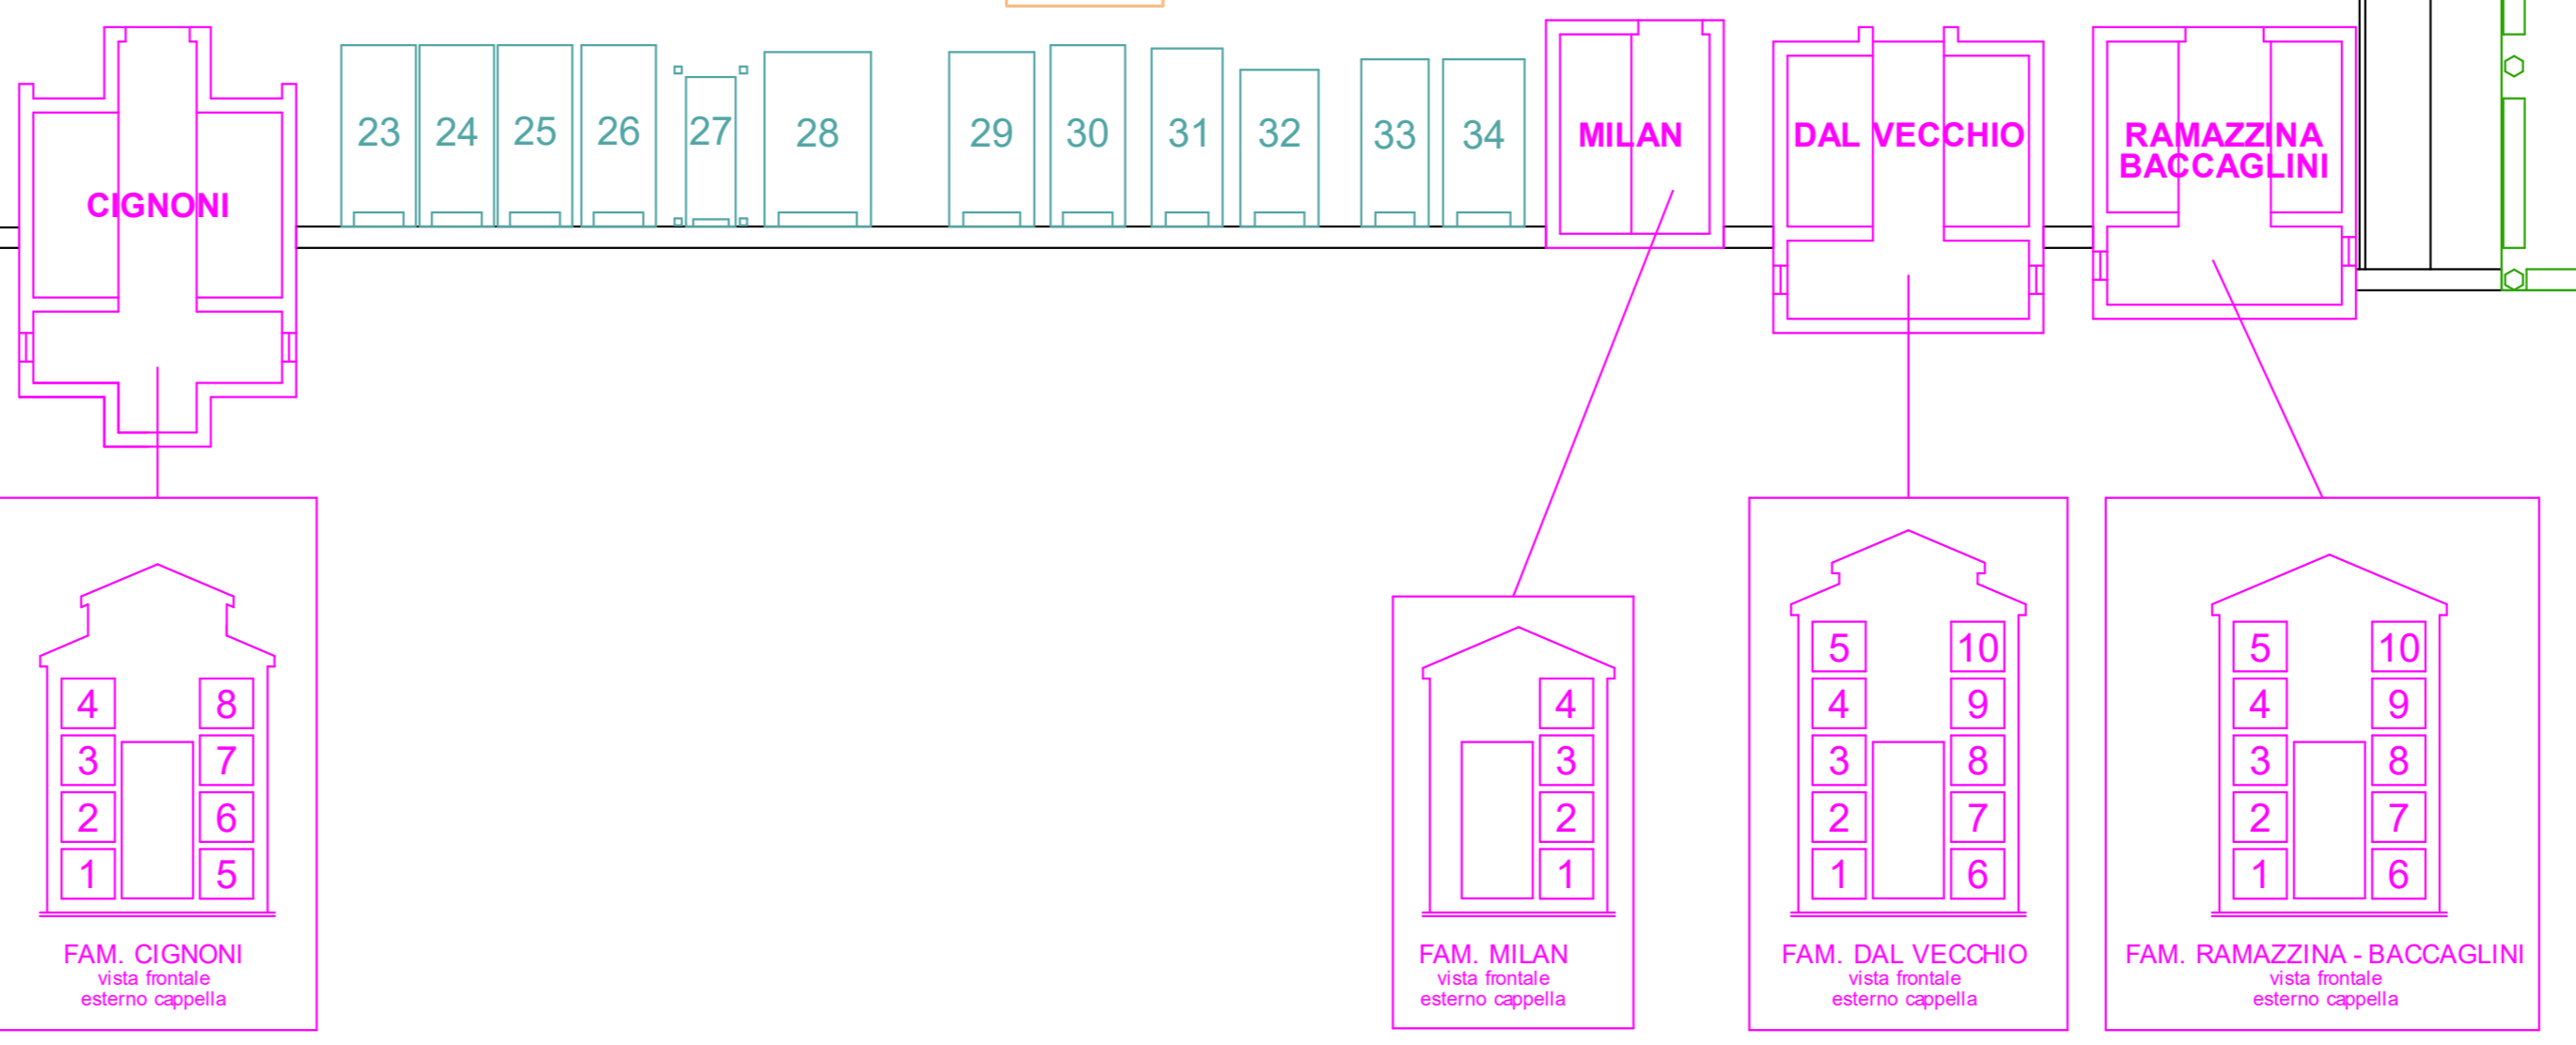 23 24 25 26 27 28 29 30 31 32 33 34
MILAN
DAL VECCHIO
RAMAZZINA
BACCAGLINI
CIGNONI
4 8
3 7
2 6
1 5
FAM. CIGNONI
vista frontale
esterno cappella
4
3
2
1
FAM. MILAN
vista frontale
esterno cappella
5 10
4 9
3 8
2 7
1 6
FAM. DAL VECCHIO
vista frontale
esterno cappella
5 10
4 9
3 8
2 7
1 6
FAM. RAMAZZINA - BACCAGLINI
vista frontale
esterno cappella